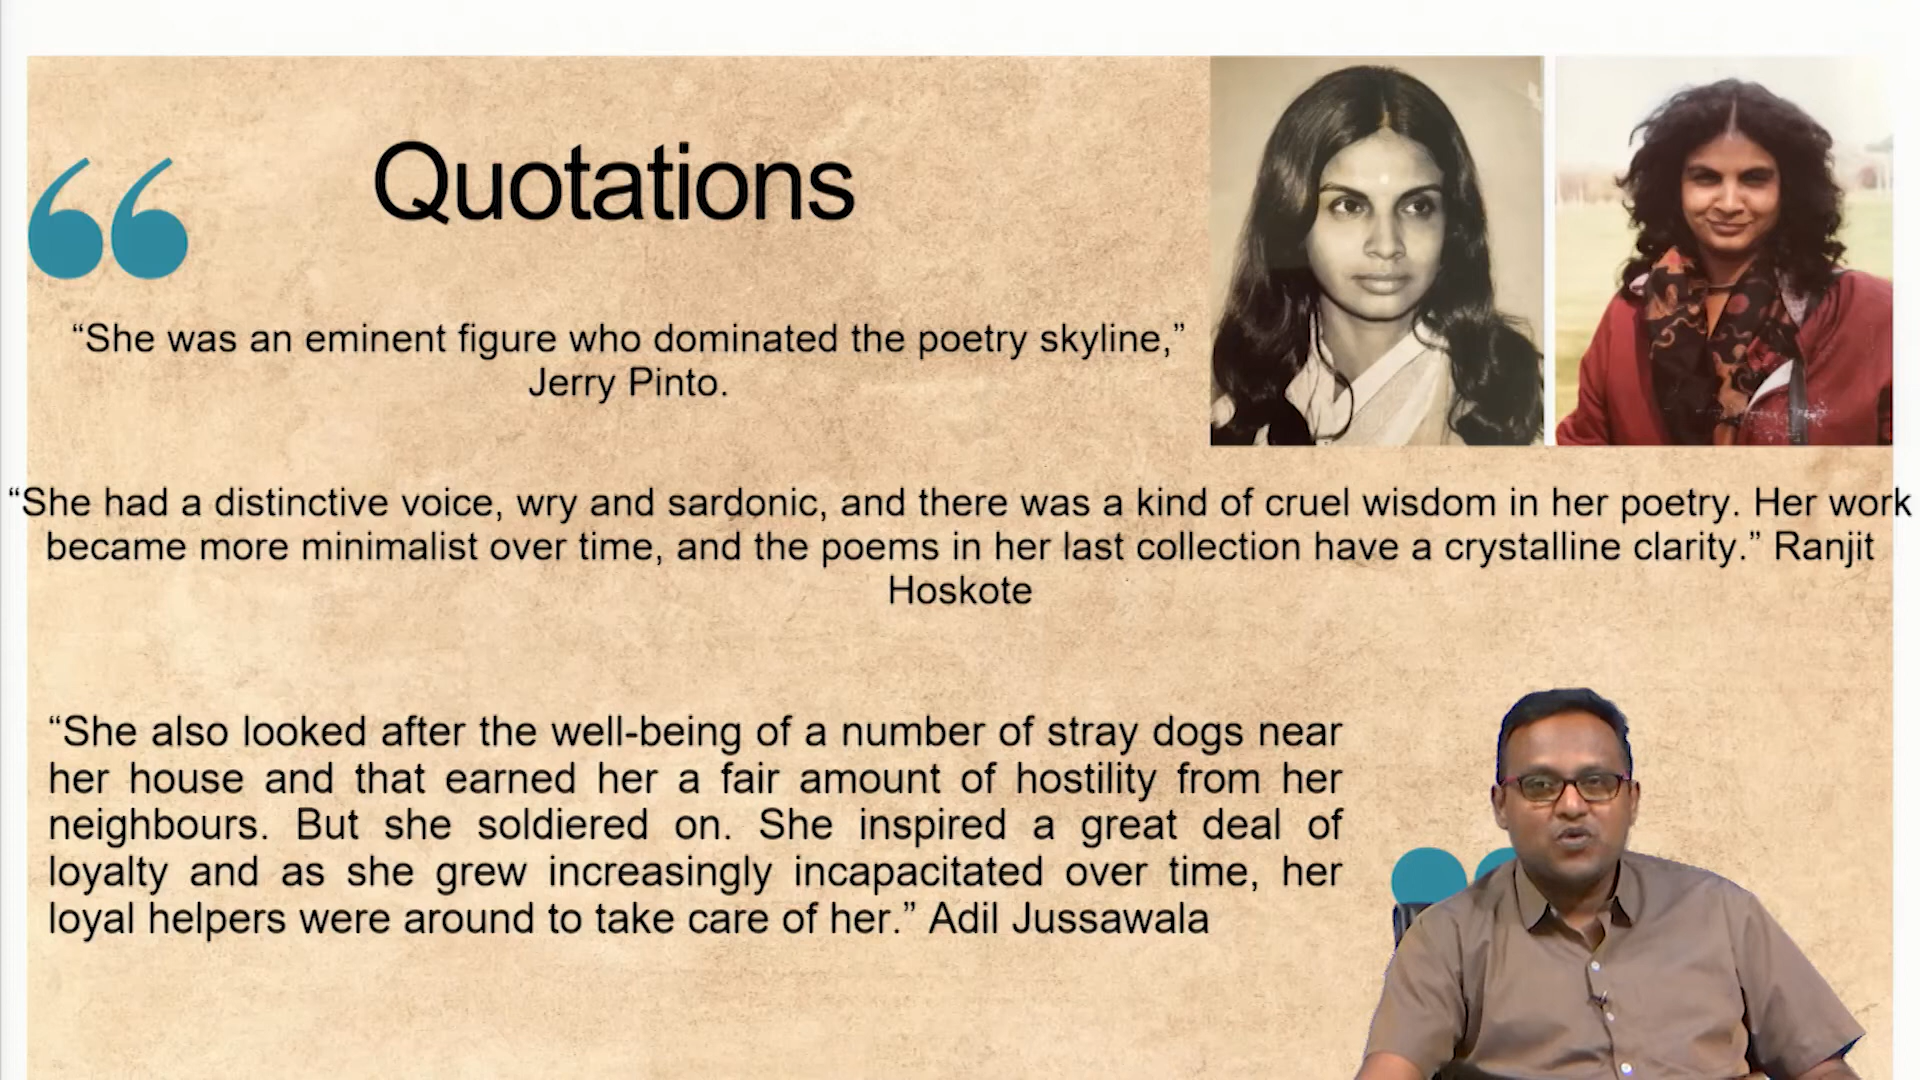 Quotations
“She was an eminent figure who dominated the poetry skyline,”
Jerry Pinto.
“She had a distinctive voice, wry and sardonic, and there was a kind of cruel wisdom in her poetry. Her work
became more minimalist over time, and the poems in her last collection have a crystalline clarity.” Ranjit
Hoskote
“She also looked after the well-being of a number of stray dogs near
her house and that earned her a fair amount of hostility from her
neighbours. But she soldiered on. She inspired a great deal of
loyalty and as she grew increasingly incapacitated over time, her
loyal helpers were around to take care of her.” Adil Jussawala